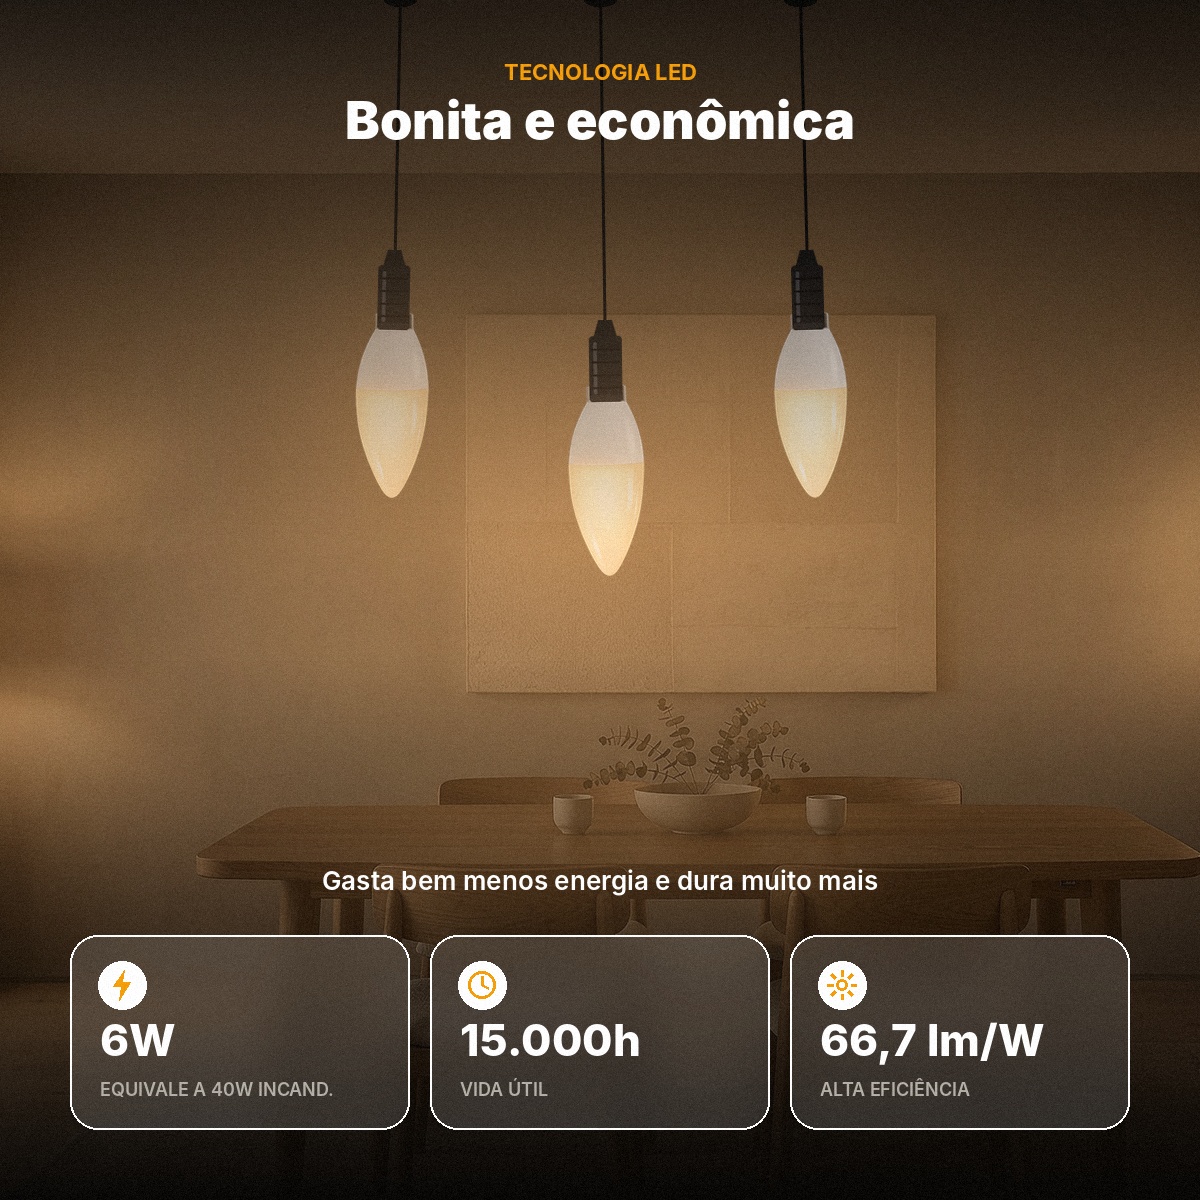 TECNOLOGIA LED
Bonita e econômica
Gasta bem menos energia e dura muito mais
6W
EQUIVALE A 40W INCAND.
15.000h
VIDA ÚTIL
66,7 lm/W
ALTA EFICIÊNCIA